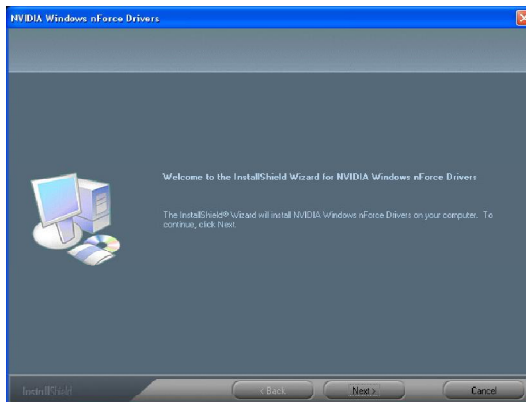 NVIDIA Windows nForce Drivers
Welcome to the InstallShield Wizard for NVIDIA Windows nForce Drivers
The InstallShield® Wizard will install NVIDIA Windows nForce Drivers on your computer. To
continue, click Next.
InstallShield
< Back
Next >
Cancel